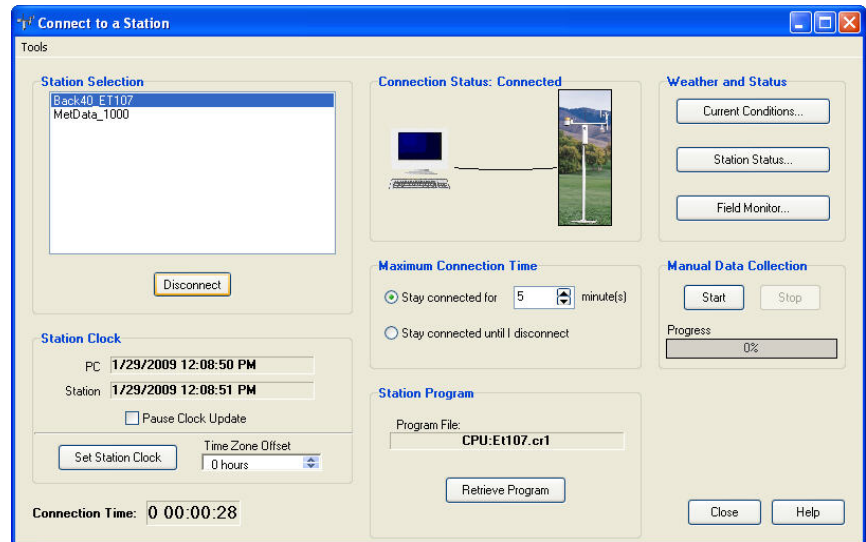 Connect to a Station
Tools
Station Selection
Back40_ET107
MetData_1000
Disconnect
Station Clock
PC 1/29/2009 12:08:50 PM
Station 1/29/2009 12:08:51 PM
Pause Clock Update
Set Station Clock
Time Zone Offset
0 hours
Connection Time: 0 00:00:28
Connection Status: Connected
Maximum Connection Time
Stay connected for 5 minute(s)
Stay connected until I disconnect
Station Program
Program File:
CPU:Et107.cr1
Retrieve Program
Weather and Status
Current Conditions...
Station Status...
Field Monitor...
Manual Data Collection
Start Stop
Progress
0%
Close Help